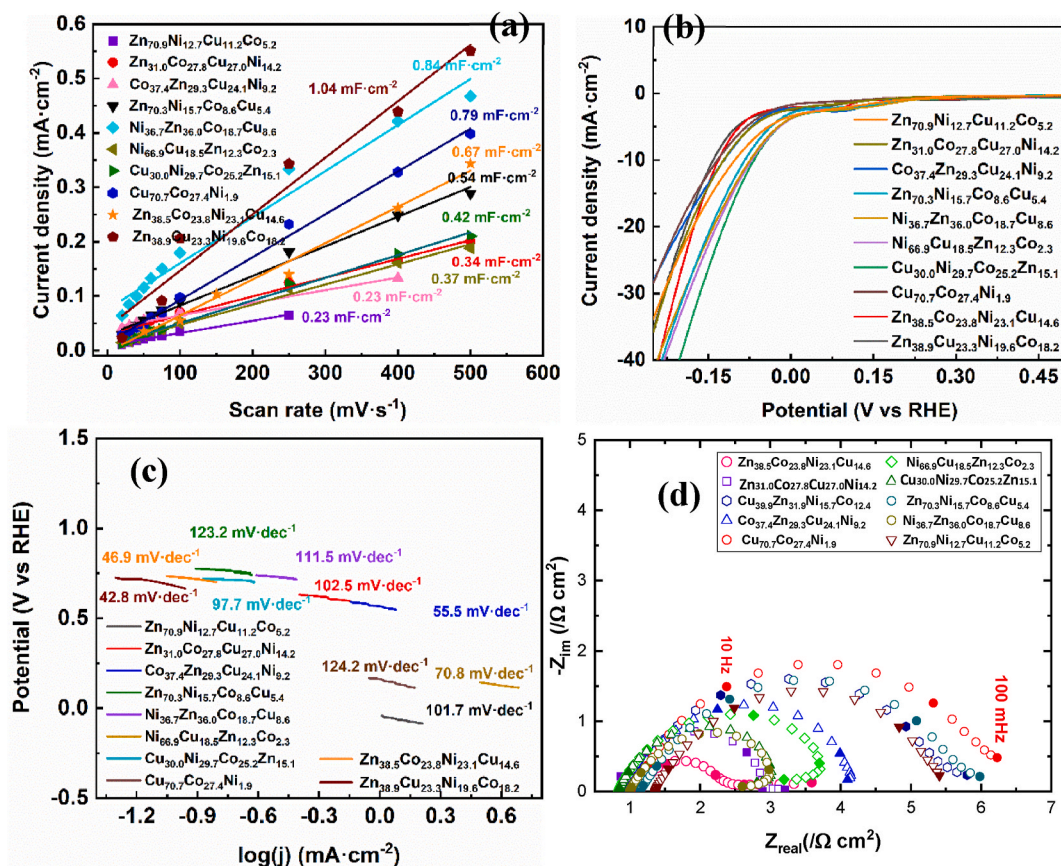 (a)
Current density (mA·cm⁻²)
0.6
0.5
0.4
0.3
0.2
0.1
0.0
Zn₇₀.₉Ni₁₂.₇Cu₁₁.₂Co₅.₂
Zn₃₁.₀Co₂₇.₈Cu₂₇.₀Ni₁₄.₂
Co₃₇.₄Zn₂₉.₃Cu₂₄.₁Ni₉.₂
Zn₇₀.₃Ni₁₅.₇Co₈.₆Cu₅.₄
Ni₃₆.₇Zn₃₆.₀Co₁₈.₇Cu₈.₆
Ni₆₆.₉Cu₁₈.₅Zn₁₂.₃Co₂.₃
Cu₃₀.₀Ni₂₉.₇Co₂₅.₂Zn₁₅.₁
Cu₇₀.₇Co₂₇.₄Ni₁.₉
Zn₃₈.₅Co₂₃.₈Ni₂₃.₁Cu₁₄.₆
Zn₃₈.₉Cu₂₃.₃Ni₁₉.₆Co₁₈.₂
0.84 mF·cm⁻²
1.04 mF·cm⁻²
0.79 mF·cm⁻²
0.67 mF·cm⁻²
0.54 mF·cm⁻²
0.42 mF·cm⁻²
0.34 mF·cm⁻²
0.37 mF·cm⁻²
0.23 mF·cm⁻²
0.23 mF·cm⁻²
0 100 200 300 400 500 600
Scan rate (mV·s⁻¹)
(b)
Current density (mA·cm⁻²)
10
0
-10
-20
-30
-40
Zn₇₀.₉Ni₁₂.₇Cu₁₁.₂Co₅.₂
Zn₃₁.₀Co₂₇.₈Cu₂₇.₀Ni₁₄.₂
Co₃₇.₄Zn₂₉.₃Cu₂₄.₁Ni₉.₂
Zn₇₀.₃Ni₁₅.₇Co₈.₆Cu₅.₄
Ni₃₆.₇Zn₃₆.₀Co₁₈.₇Cu₈.₆
Ni₆₆.₉Cu₁₈.₅Zn₁₂.₃Co₂.₃
Cu₃₀.₀Ni₂₉.₇Co₂₅.₂Zn₁₅.₁
Cu₇₀.₇Co₂₇.₄Ni₁.₉
Zn₃₈.₅Co₂₃.₈Ni₂₃.₁Cu₁₄.₆
Zn₃₈.₉Cu₂₃.₃Ni₁₉.₆Co₁₈.₂
-0.15 0.00 0.15 0.30 0.45
Potential (V vs RHE)
(c)
Potential (V vs RHE)
1.5
1.0
0.5
0.0
-0.5
123.2 mV·dec⁻¹
46.9 mV·dec⁻¹
111.5 mV·dec⁻¹
102.5 mV·dec⁻¹
42.8 mV·dec⁻¹
97.7 mV·dec⁻¹
55.5 mV·dec⁻¹
124.2 mV·dec⁻¹
70.8 mV·dec⁻¹
101.7 mV·dec⁻¹
Zn₇₀.₉Ni₁₂.₇Cu₁₁.₂Co₅.₂
Zn₃₁.₀Co₂₇.₈Cu₂₇.₀Ni₁₄.₂
Co₃₇.₄Zn₂₉.₃Cu₂₄.₁Ni₉.₂
Zn₇₀.₃Ni₁₅.₇Co₈.₆Cu₅.₄
Ni₃₆.₇Zn₃₆.₀Co₁₈.₇Cu₈.₆
Ni₆₆.₉Cu₁₈.₅Zn₁₂.₃Co₂.₃
Cu₃₀.₀Ni₂₉.₇Co₂₅.₂Zn₁₅.₁
Cu₇₀.₇Co₂₇.₄Ni₁.₉
Zn₃₈.₅Co₂₃.₈Ni₂₃.₁Cu₁₄.₆
Zn₃₈.₉Cu₂₃.₃Ni₁₉.₆Co₁₈.₂
-1.2 -0.9 -0.6 -0.3 0.0 0.3 0.6
log(j) (mA·cm⁻²)
(d)
-Z_im(/Ω cm²)
-5
-4
-3
-2
-1
0
Zn₃₈.₅Co₂₃.₈Ni₂₃.₁Cu₁₄.₆
Zn₃₁.₀Co₂₇.₈Cu₂₇.₀Ni₁₄.₂
Cu₃₉.₉Zn₃₁.₉Ni₁₅.₇Co₁₂.₄
Co₃₇.₄Zn₂₉.₃Cu₂₄.₁Ni₉.₂
Cu₇₀.₇Co₂₇.₄Ni₁.₉
Ni₆₆.₉Cu₁₈.₅Zn₁₂.₃Co₂.₃
Cu₃₀.₀Ni₂₉.₇Co₂₅.₂Zn₁₅.₁
Zn₇₀.₃Ni₁₅.₇Co₈.₆Cu₅.₄
Ni₃₆.₇Zn₃₆.₀Co₁₈.₇Cu₈.₆
Zn₇₀.₉Ni₁₂.₇Cu₁₁.₂Co₅.₂
10 Hz
100 mHz
1 2 3 4 5 6 7
Z_real(/Ω cm²)